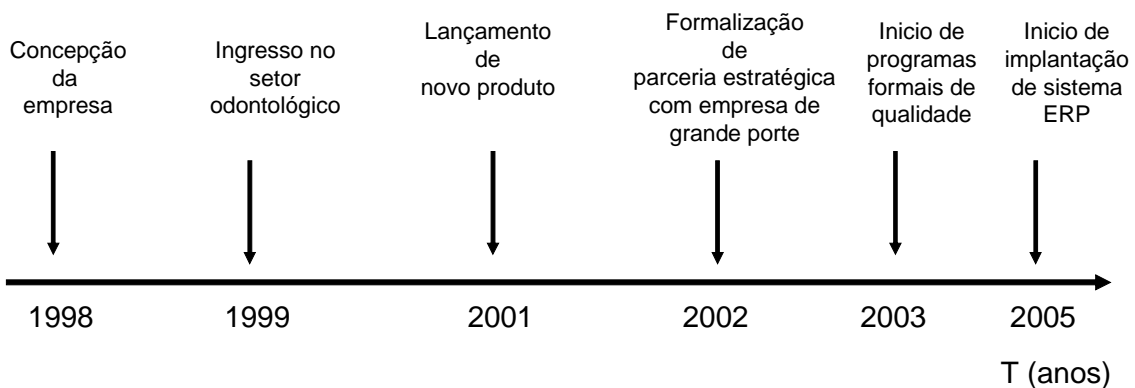 Concepção
da
empresa
Ingresso no
setor
odontológico
Lançamento
de
novo produto
Formalização
de
parceria estratégica
com empresa de
grande porte
Inicio de
programas
formais de
qualidade
Inicio de
implantação
de sistema
ERP
1998
1999
2001
2002
2003
2005
T (anos)